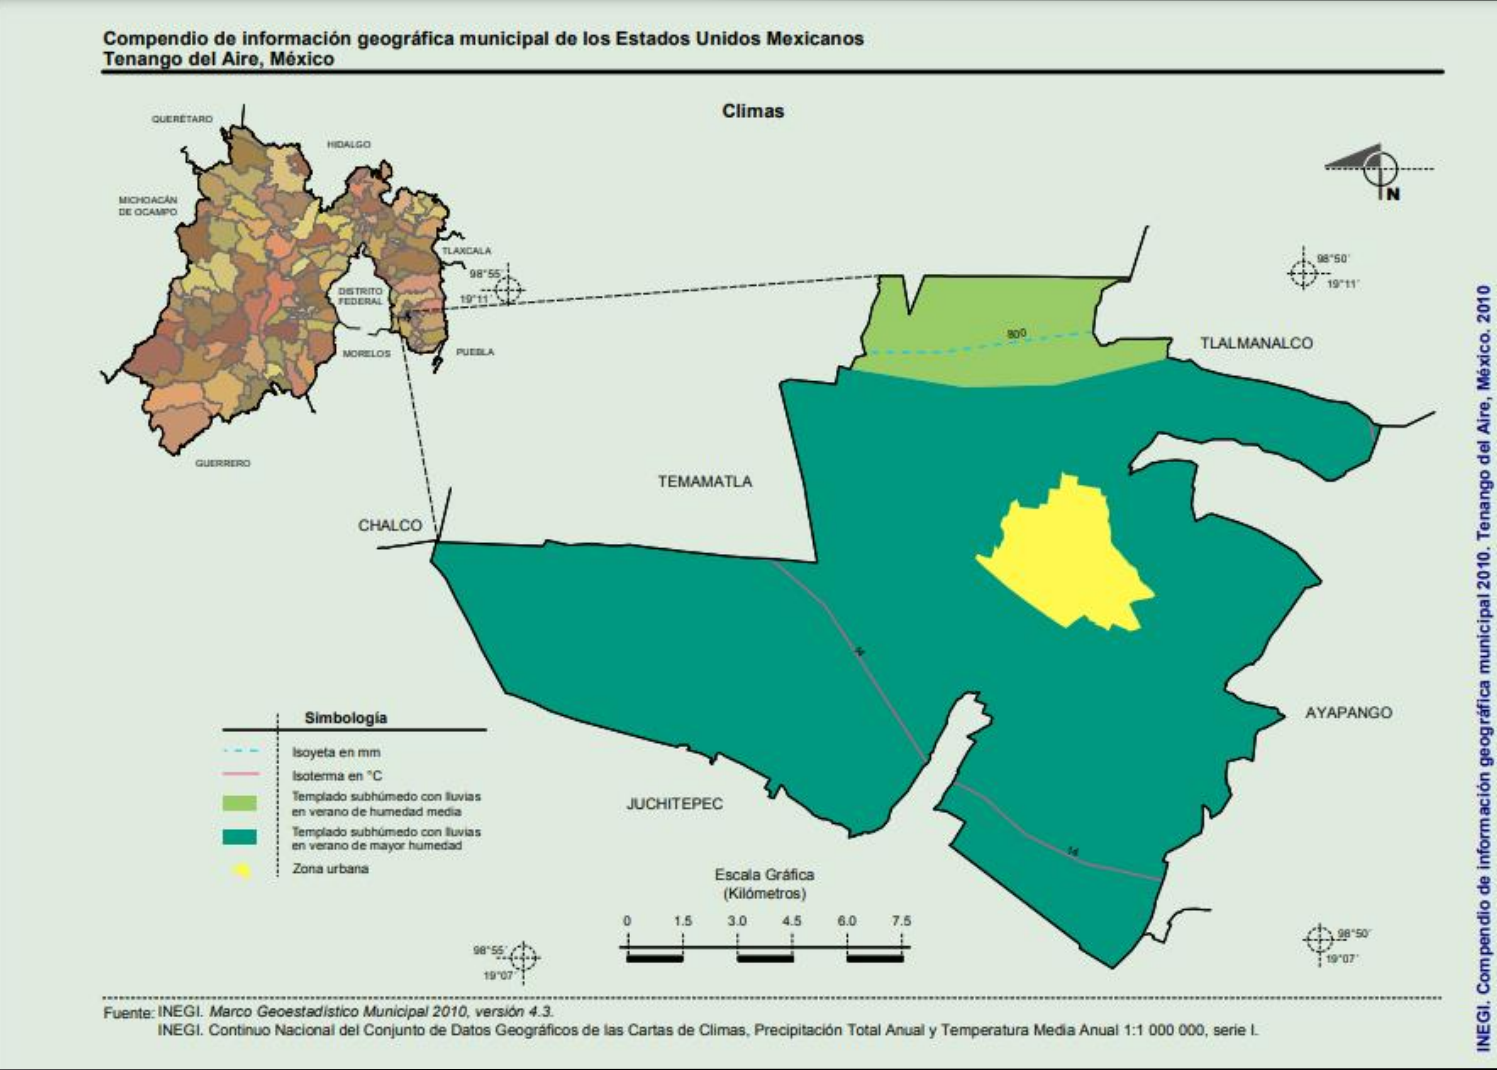 Compendio de información geográfica municipal de los Estados Unidos Mexicanos
Tenango del Aire, México
Climas
QUERÉTARO
HIDALGO
MICHOACÁN
DE OCAMPO
TLAXCALA
DISTRITO
FEDERAL
MORELOS
PUEBLA
GUERRERO
N
98°55´
19°11´
98°50´
19°11´
800
TLALMANALCO
TEMAMATLA
CHALCO
14
AYAPANGO
JUCHITEPEC
14
Simbología
Isoyeta en mm
Isoterma en °C
Templado subhúmedo con lluvias
en verano de humedad media
Templado subhúmedo con lluvias
en verano de mayor humedad
Zona urbana
Escala Gráfica
(Kilómetros)
0 1.5 3.0 4.5 6.0 7.5
98°55´
19°07´
98°50´
19°07´
Fuente: INEGI. Marco Geoestadístico Municipal 2010, versión 4.3.
INEGI. Continuo Nacional del Conjunto de Datos Geográficos de las Cartas de Climas, Precipitación Total Anual y Temperatura Media Anual 1:1 000 000, serie I.
INEGI. Compendio de información geográfica municipal 2010. Tenango del Aire, México. 2010